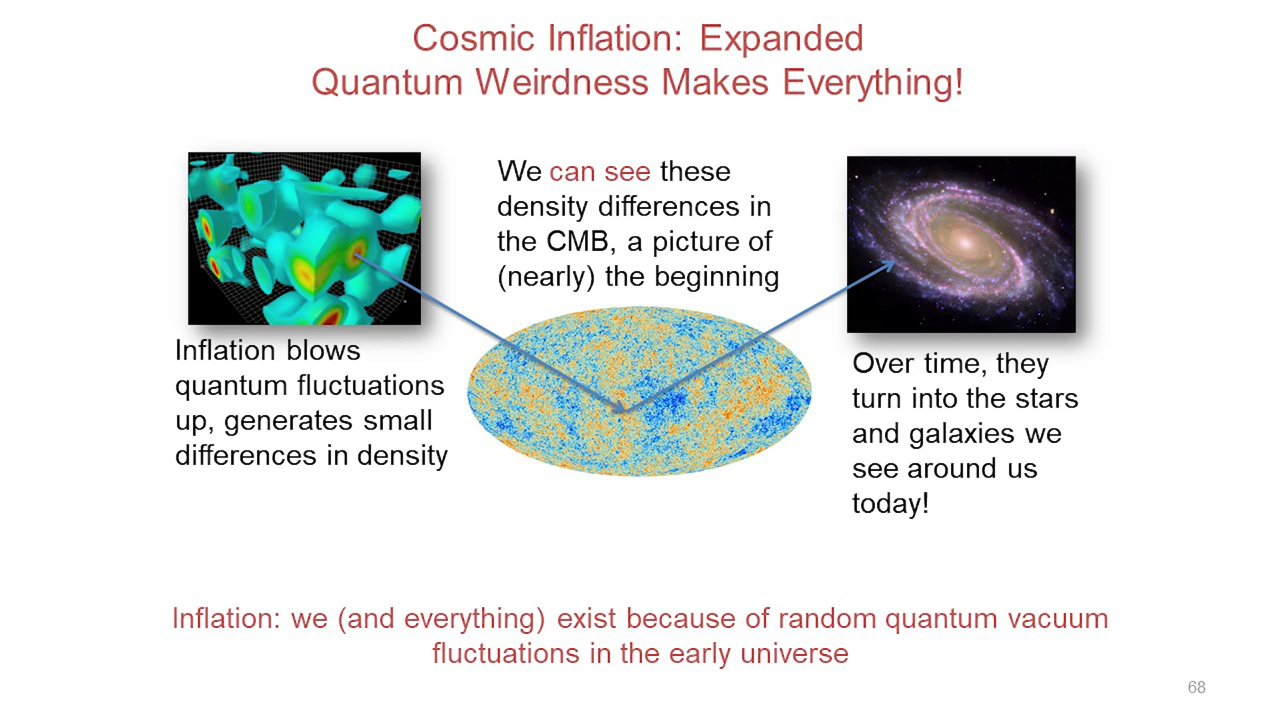 Cosmic Inflation: Expanded
Quantum Weirdness Makes Everything!
We can see these
density differences in
the CMB, a picture of
(nearly) the beginning
Inflation blows
quantum fluctuations
up, generates small
differences in density
Over time, they
turn into the stars
and galaxies we
see around us
today!
Inflation: we (and everything) exist because of random quantum vacuum
fluctuations in the early universe
68